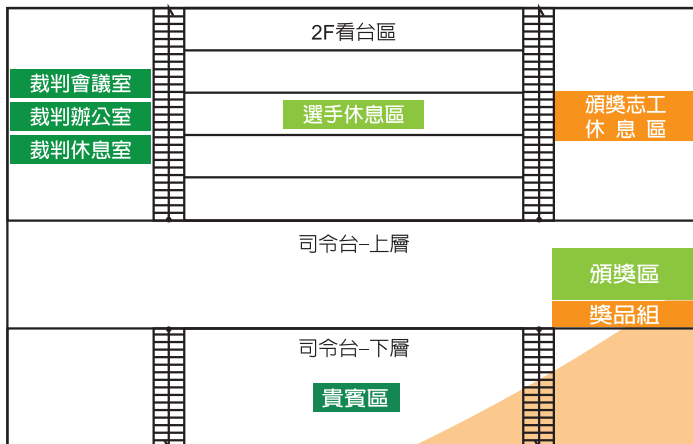 2F看台區
裁判會議室
裁判辦公室
裁判休息室
選手休息區
頒獎志工
休息區
司令台–上層
頒獎區
獎品組
司令台–下層
貴賓區